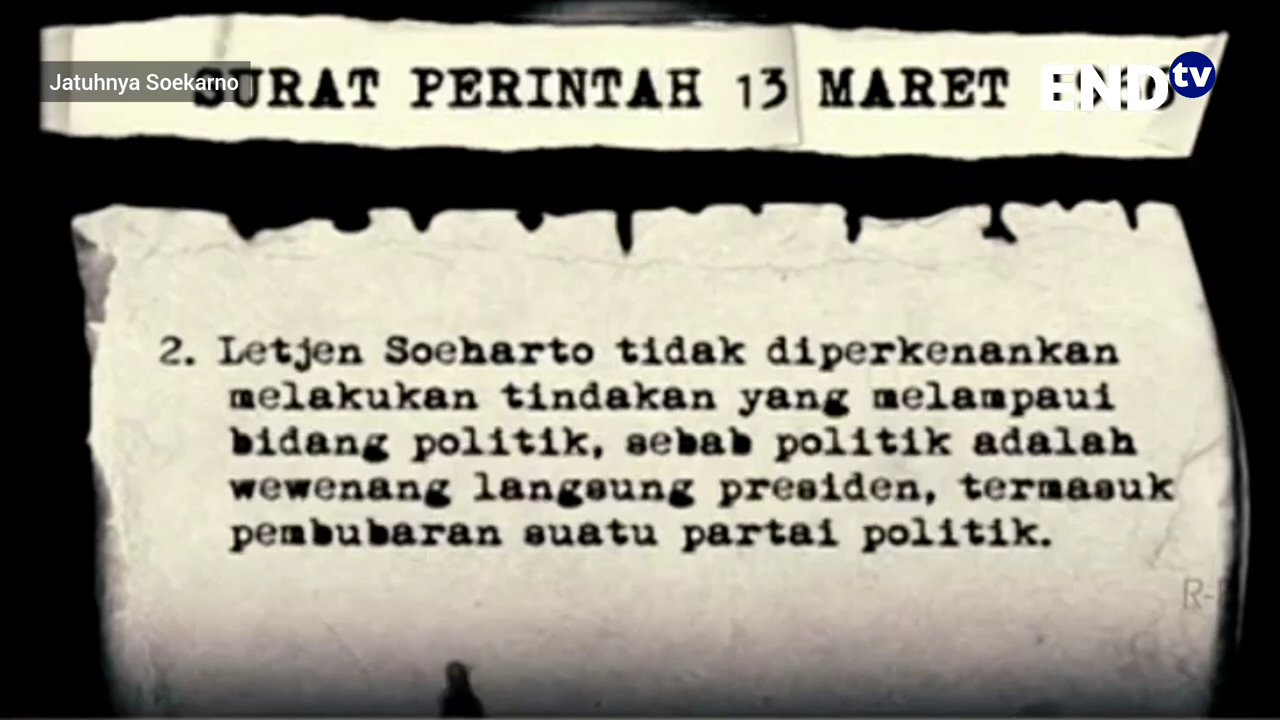 Jatuhnya Soekarno
SURAT PERINTAH 13 MARET
END tv
2. Letjen Soeharto tidak diperkenankan
melakukan tindakan yang melampaui
bidang politik, sebab politik adalah
wewenang langsung presiden, termasuk
pembubaran suatu partai politik.